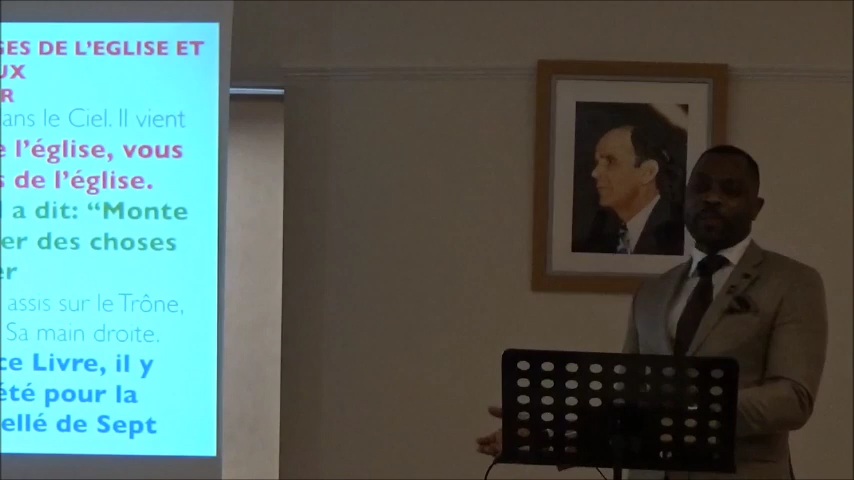 GES DE L'EGLISE ET
UX
R
ans le Ciel. Il vient
e l'église, vous
s de l'église.
l a dit: “Monte
er des choses
er
assis sur le Trône,
Sa main droite.
ce Livre, il y
été pour la
ellé de Sept